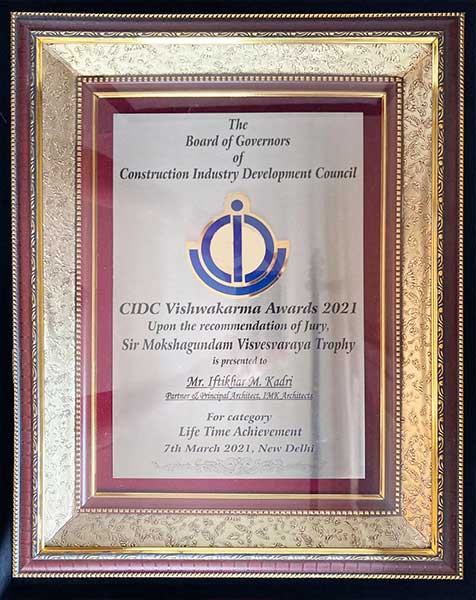 The
Board of Governors
of
Construction Industry Development Council
CIDC Vishwakarma Awards 2021
Upon the recommendation of Jury,
Sir Mokshagundam Visvesvaraya Trophy
is presented to
Mr. Iftikhar M. Kadri
Partner & Principal Architect, IMK Architects
For category
Life Time Achievement
7th March 2021, New Delhi